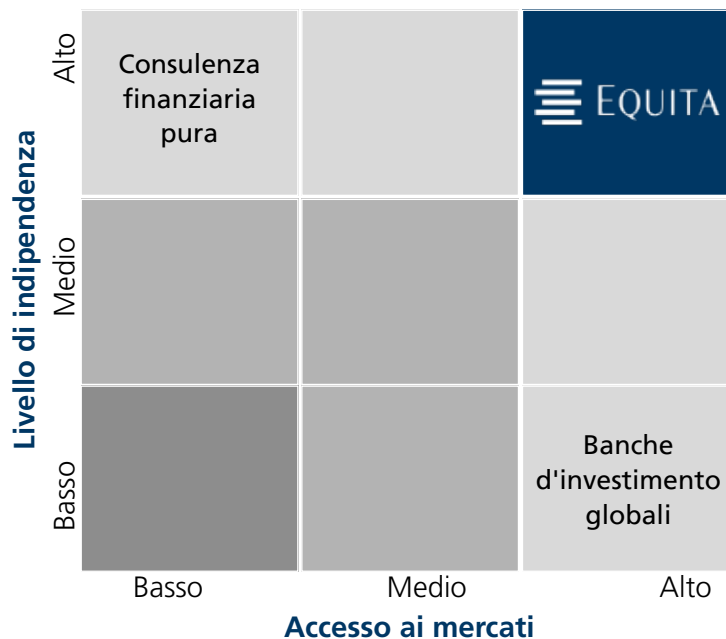 Livello di indipendenza
Alto
Medio
Basso
Consulenza
finanziaria
pura
EQUITA
Banche
d'investimento
globali
Basso
Medio
Alto
Accesso ai mercati